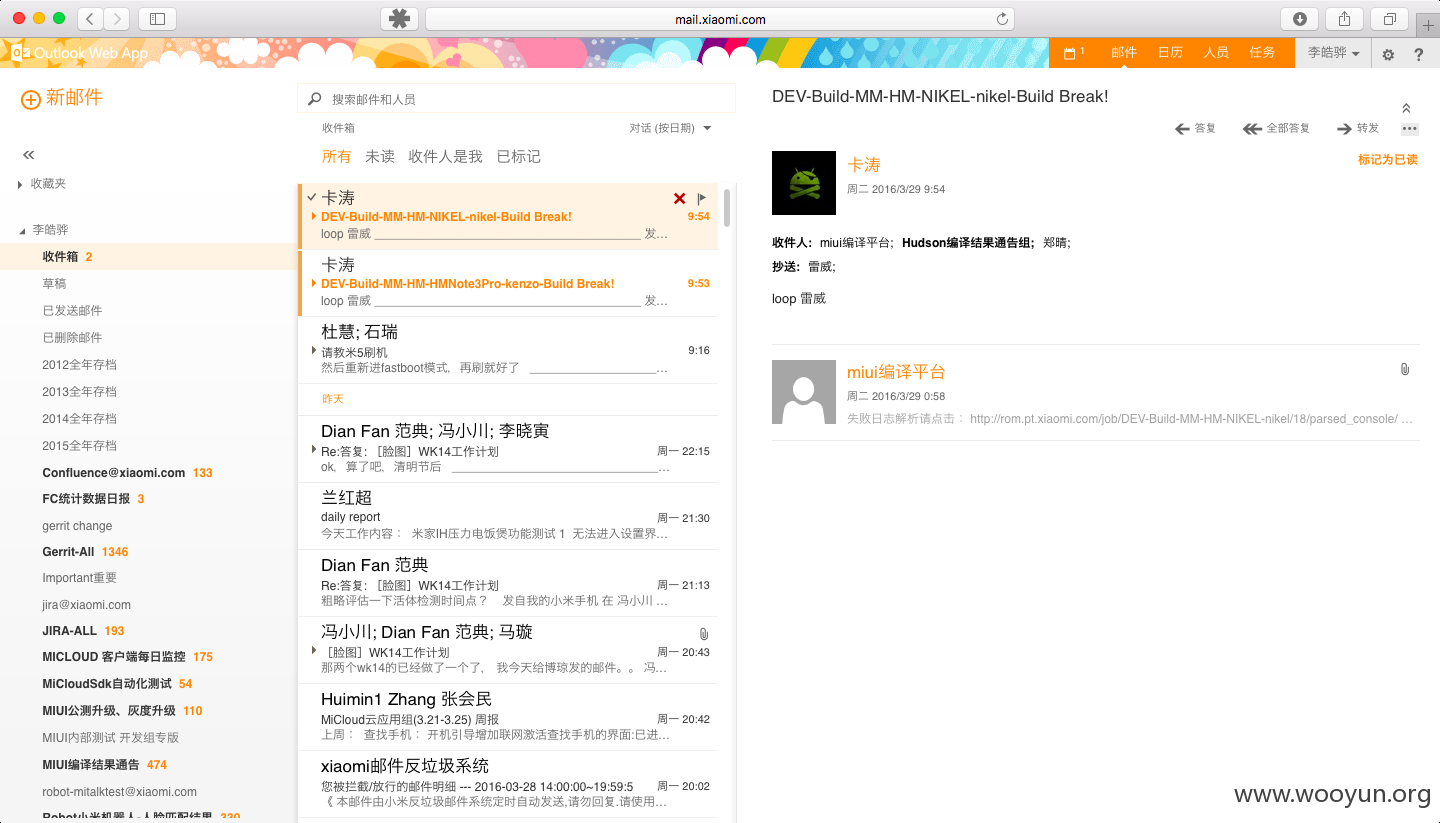 mail.xiaomi.com
Outlook Web App
1 邮件 日历 人员 任务 李皓骅 ?
新邮件
收藏夹
李皓骅
收件箱 2
草稿
已发送邮件
已删除邮件
2012全年存档
2013全年存档
2014全年存档
2015全年存档
Confluence@xiaomi.com 133
FC统计数据日报 3
gerrit change
Gerrit-All 1346
Important重要
jira@xiaomi.com
JIRA-ALL 193
MICLOUD 客户端每日监控 175
MiCloudSdk自动化测试 54
MIUI公测升级、灰度升级 110
MIUI内部测试 开发组专版
MIUI编译结果通告 474
robot-mitalktest@xiaomi.com
Robot小米机器人-人脸匹配结果 330
搜索邮件和人员
收件箱 对话 (按日期)
所有 未读 收件人是我 已标记
卡涛
DEV-Build-MM-HM-NIKEL-nikel-Build Break! 9:54
loop 雷威 ________________________________________ 发…
卡涛
DEV-Build-MM-HM-HMNote3Pro-kenzo-Build Break! 9:53
loop 雷威 ________________________________________ 发…
杜慧; 石瑞
请教米5刷机 9:16
然后重新进fastboot模式，再刷就好了 ___________________…
昨天
Dian Fan 范典; 冯小川; 李晓寅
Re:答复: ［脸图］WK14工作计划 周一 22:15
ok，算了吧，清明节后 _______________________________…
兰红超
daily report 周一 21:30
今天工作内容： 米家IH压力电饭煲功能测试 1 无法进入设置界…
Dian Fan 范典
Re:答复: ［脸图］WK14工作计划 周一 21:13
粗略评估一下活体检测时间点？ 发自我的小米手机 在 冯小川 …
冯小川; Dian Fan 范典; 马璇
［脸图］WK14工作计划 周一 20:43
那两个wk14的已经做了一个了， 我今天给博琼发的邮件。。 冯…
Huimin1 Zhang 张会民
MiCloud云应用组(3.21-3.25) 周报 周一 20:42
上周： 查找手机： 开机引导增加联网激活查找手机的界面:已进…
xiaomi邮件反垃圾系统
您被拦截/放行的邮件明细 --- 2016-03-28 14:00:00~19:59:5 周一 20:02
《 本邮件由小米反垃圾邮件系统定时自动发送,请勿回复.请使用…
DEV-Build-MM-HM-NIKEL-nikel-Build Break!
答复 全部答复 转发 •••
标记为已读
卡涛
周二 2016/3/29 9:54
收件人: miui编译平台; Hudson编译结果通告组; 郑晴;
抄送: 雷威;
loop 雷威
miui编译平台
周二 2016/3/29 0:58
失败日志解析请点击： http://rom.pt.xiaomi.com/job/DEV-Build-MM-HM-NIKEL-nikel/18/parsed_console/ …
www.wooyun.org